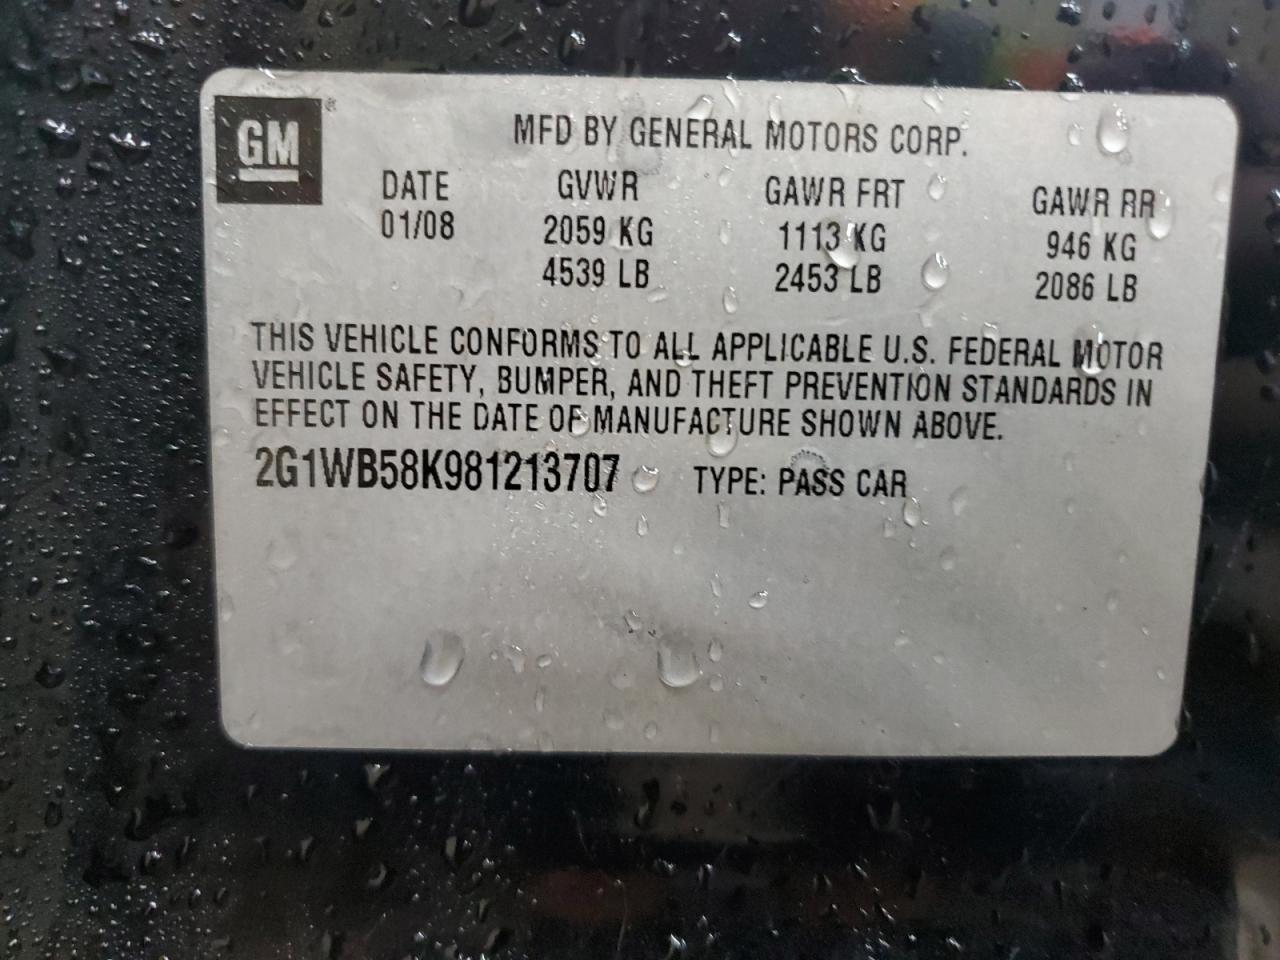 GM®
MFD BY GENERAL MOTORS CORP.
DATE GVWR GAWR FRT GAWR RR
01/08 2059 KG 1113 KG 946 KG
4539 LB 2453 LB 2086 LB
THIS VEHICLE CONFORMS TO ALL APPLICABLE U.S. FEDERAL MOTOR
VEHICLE SAFETY, BUMPER, AND THEFT PREVENTION STANDARDS IN
EFFECT ON THE DATE OF MANUFACTURE SHOWN ABOVE.
2G1WB58K981213707 TYPE: PASS CAR